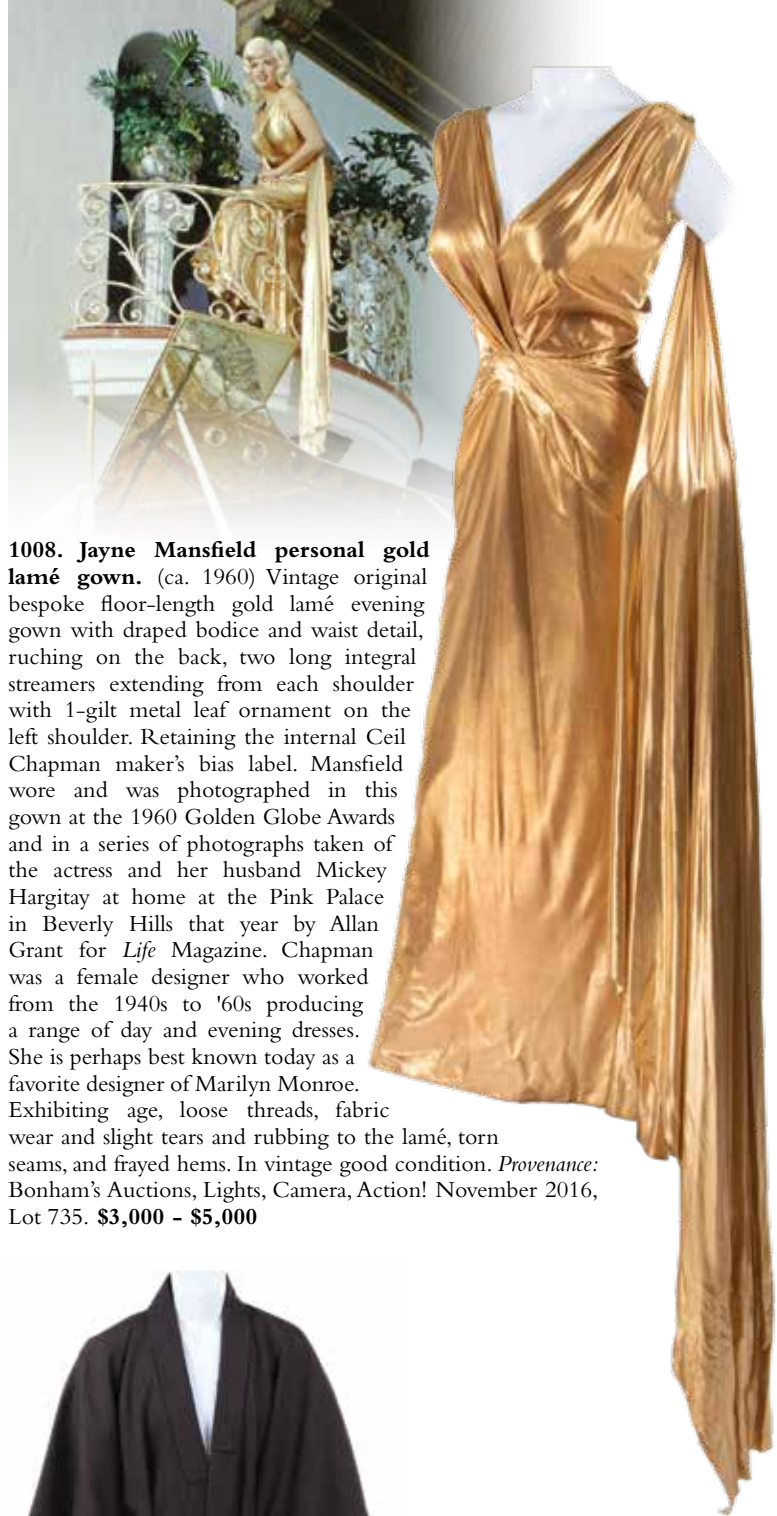 1008. Jayne Mansfield personal gold
lamé gown. (ca. 1960) Vintage original
bespoke floor-length gold lamé evening
gown with draped bodice and waist detail,
ruching on the back, two long integral
streamers extending from each shoulder
with 1-gilt metal leaf ornament on the
left shoulder. Retaining the internal Ceil
Chapman maker's bias label. Mansfield
wore and was photographed in this
gown at the 1960 Golden Globe Awards
and in a series of photographs taken of
the actress and her husband Mickey
Hargitay at home at the Pink Palace
in Beverly Hills that year by Allan
Grant for Life Magazine. Chapman
was a female designer who worked
from the 1940s to '60s producing
a range of day and evening dresses.
She is perhaps best known today as a
favorite designer of Marilyn Monroe.
Exhibiting age, loose threads, fabric
wear and slight tears and rubbing to the lamé, torn
seams, and frayed hems. In vintage good condition. Provenance:
Bonham's Auctions, Lights, Camera, Action! November 2016,
Lot 735. $3,000 - $5,000